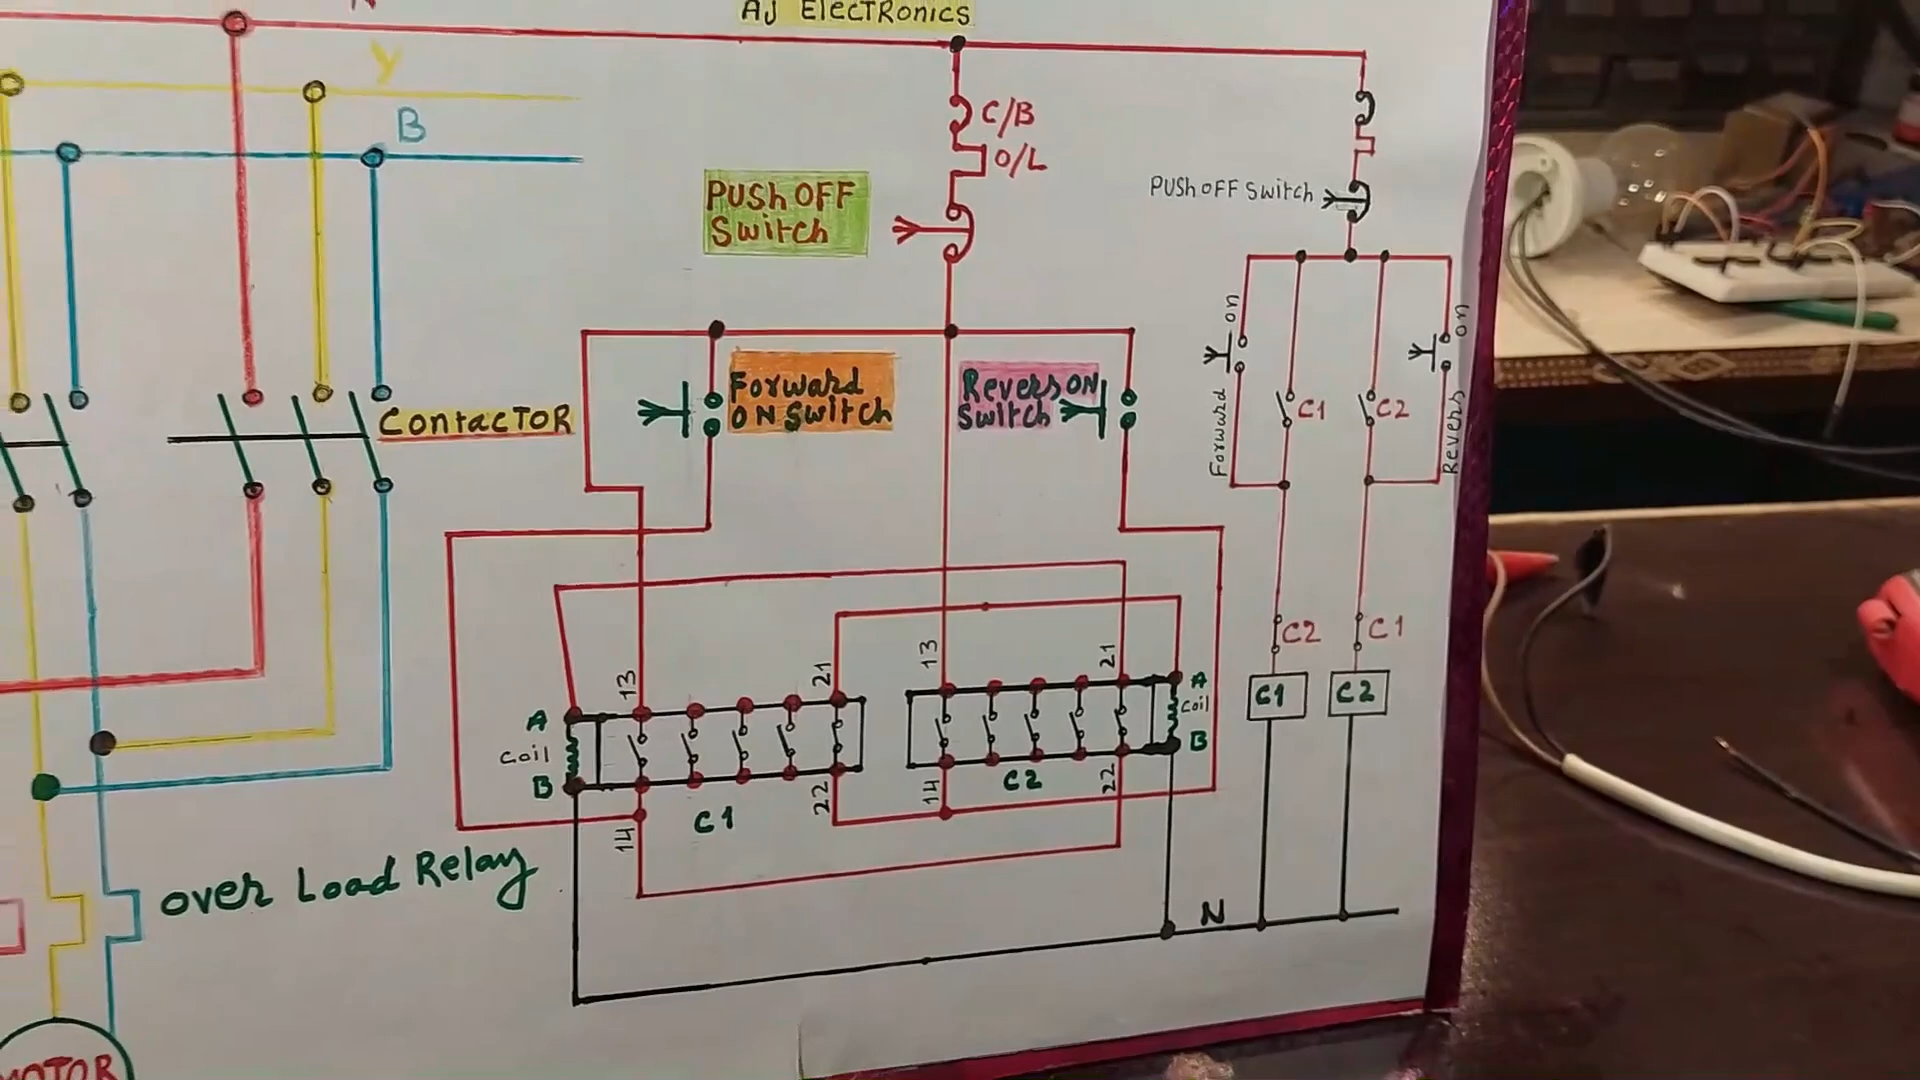 AJ ElecTRonics
Y
B
C/B
O/L
PUSh OFF
Switch
PUSh OFF Switch
Forward
ON Switch
Revers ON
Switch
ContacTOR
on
on
Forward
Revers
C1
C2
13
21
13
21
C2
C1
A
Coil
B
A
Coil
B
C1
C2
14
22
14
22
C1
C2
over Load Relay
N
MOTOR